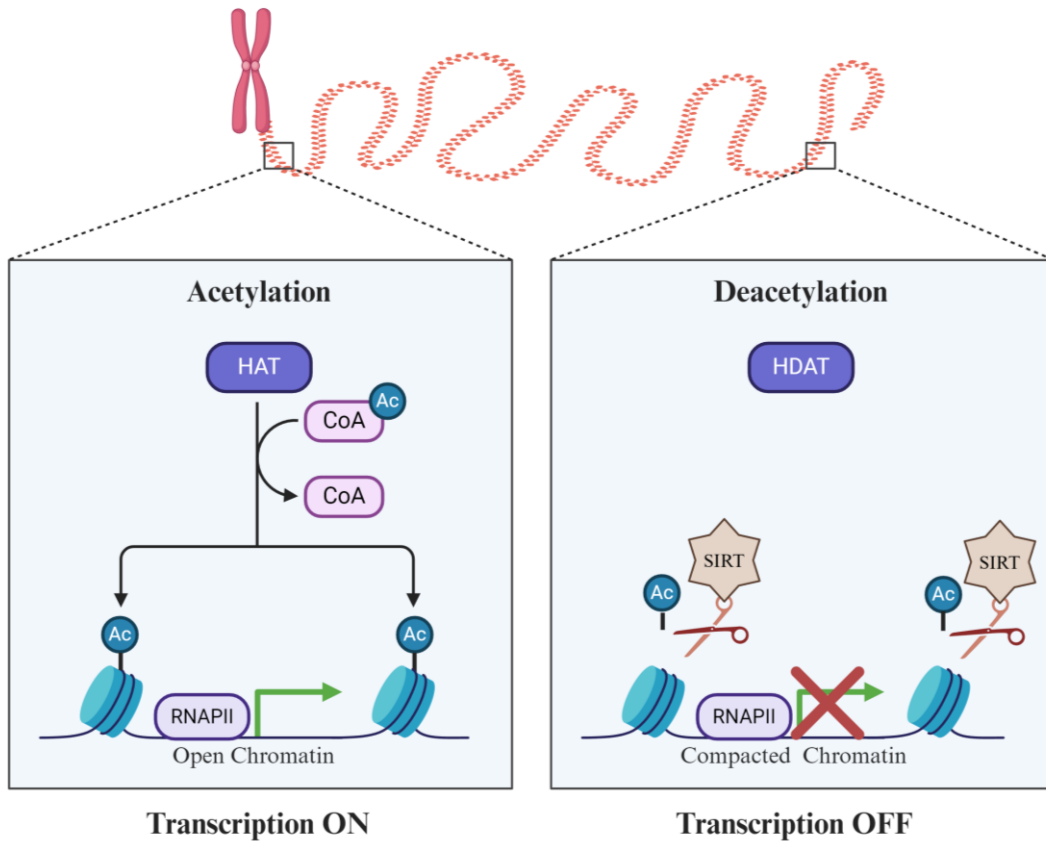 Acetylation
HAT
Ac
CoA
CoA
Ac
Ac
RNAPII
Open Chromatin
Transcription ON
Deacetylation
HDAT
SIRT
SIRT
Ac
Ac
RNAPII
Compacted Chromatin
Transcription OFF